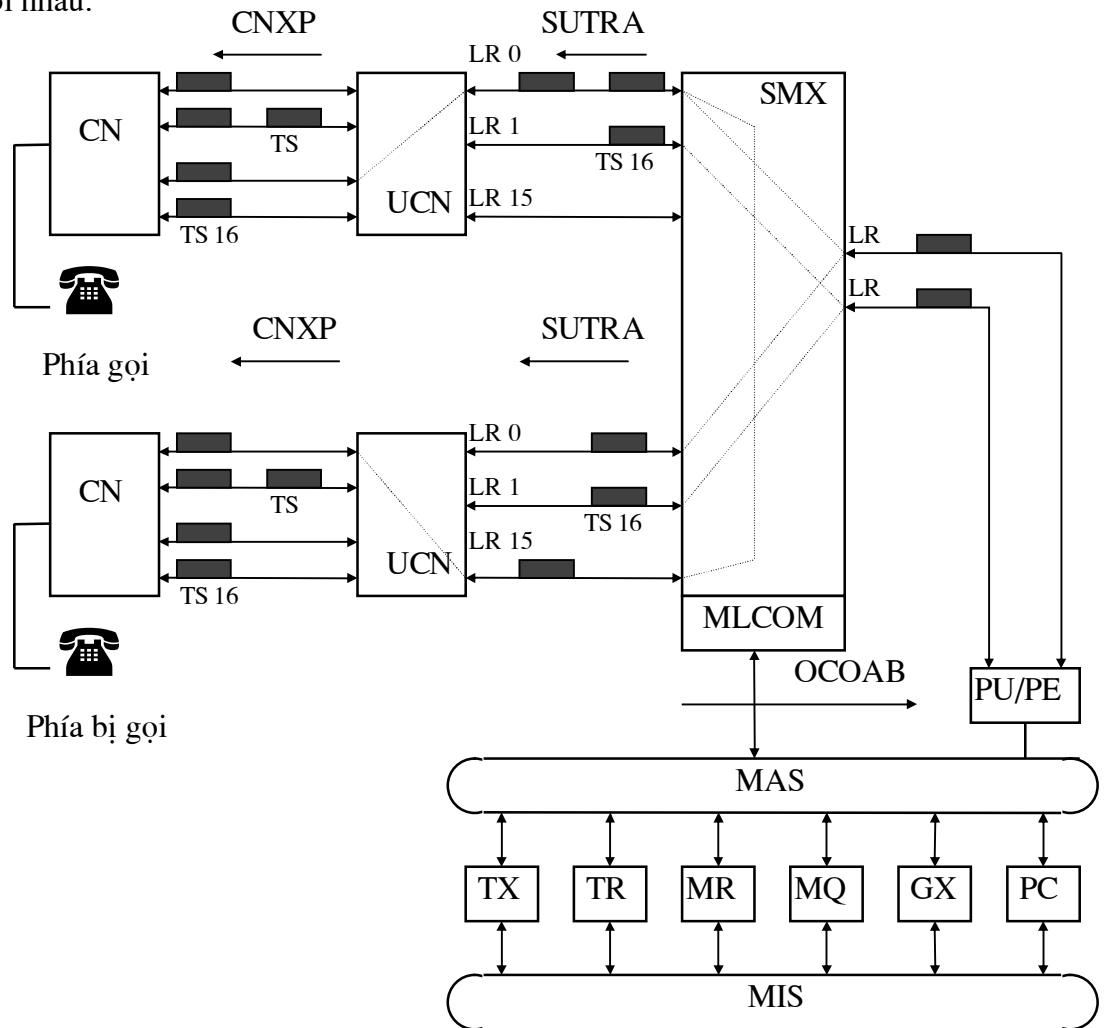 nhau.
CNXP SUTRA
LR 0
SMX
CN
LR 1
TS
TS 16
UCN
LR 15
TS 16
LR
LR
CNXP SUTRA
Phía gọi
LR 0
CN
LR 1
TS
TS 16
LR 15
UCN
TS 16
MLCOM
OCOAB
PU/PE
Phía bị gọi
MAS
TX TR MR MQ GX PC
MIS